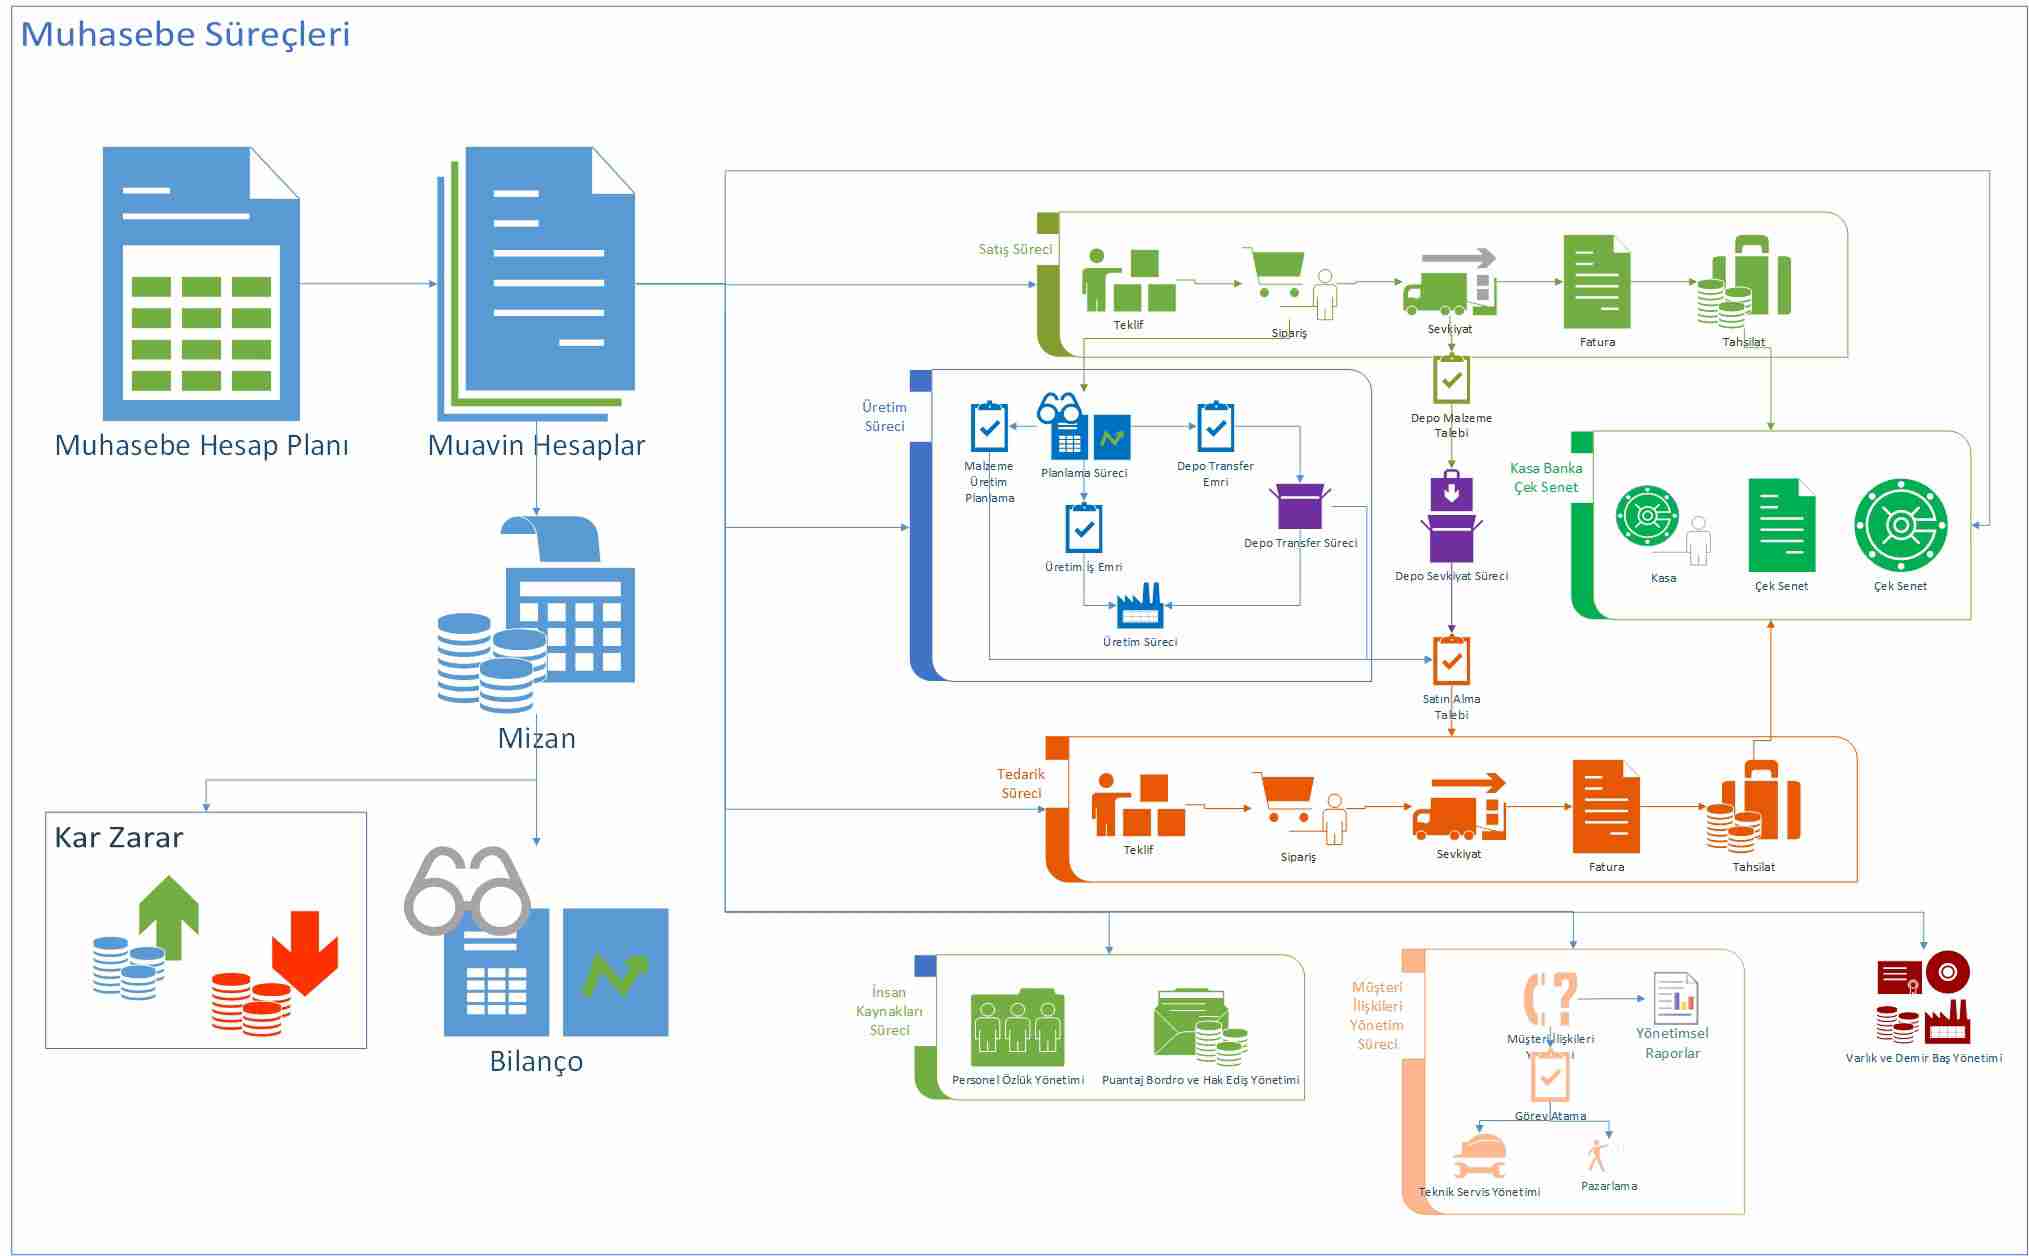 Muhasebe Süreçleri
Muhasebe Hesap Planı
Muavin Hesaplar
Mizan
Kar Zarar
Bilanço
Satış Süreci
Teklif
Sipariş
Sevkiyat
Fatura
Tahsilat
Depo Malzeme
Talebi
Depo Sevkiyat Süreci
Satın Alma
Talebi
Üretim
Süreci
Malzeme
Üretim
Planlama
Planlama Süreci
Depo Transfer
Emri
Üretim İş Emri
Depo Transfer Süreci
Üretim Süreci
Kasa Banka
Çek Senet
Kasa
Çek Senet
Çek Senet
Tedarik
Süreci
Teklif
Sipariş
Sevkiyat
Fatura
Tahsilat
İnsan
Kaynakları
Süreci
Personel Özlük Yönetimi
Puantaj Bordro ve Hak Ediş Yönetimi
Müşteri
İlişkileri
Yönetim
Süreci
Müşteri İlişkileri
Yönetimsel
Raporlar
Görev Atama
Teknik Servis Yönetimi
Pazarlama
Varlık ve Demir Baş Yönetimi